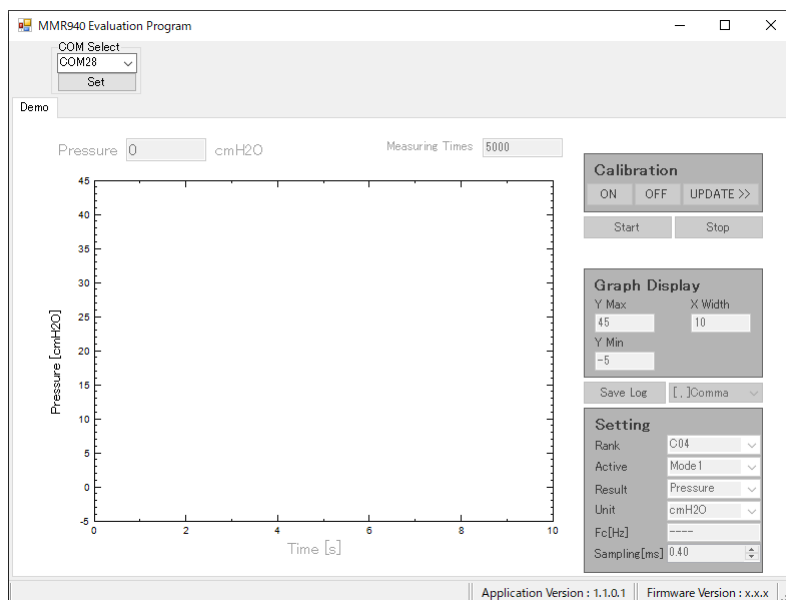 MMR940 Evaluation Program
COM Select
COM28
Set
Demo
Pressure 0 cmH2O
Measuring Times 5000
Calibration
ON OFF UPDATE >>
Start Stop
Graph Display
Y Max X Width
45 10
Y Min
-5
Save Log [,]Comma
Setting
Rank C04
Active Mode1
Result Pressure
Unit cmH2O
Fc[Hz] ----
Sampling[ms] 0.40
Pressure [cmH2O]
45
40
35
30
25
20
15
10
5
0
-5
0 2 4 6 8 10
Time [s]
Application Version : 1.1.0.1 Firmware Version : x.x.x